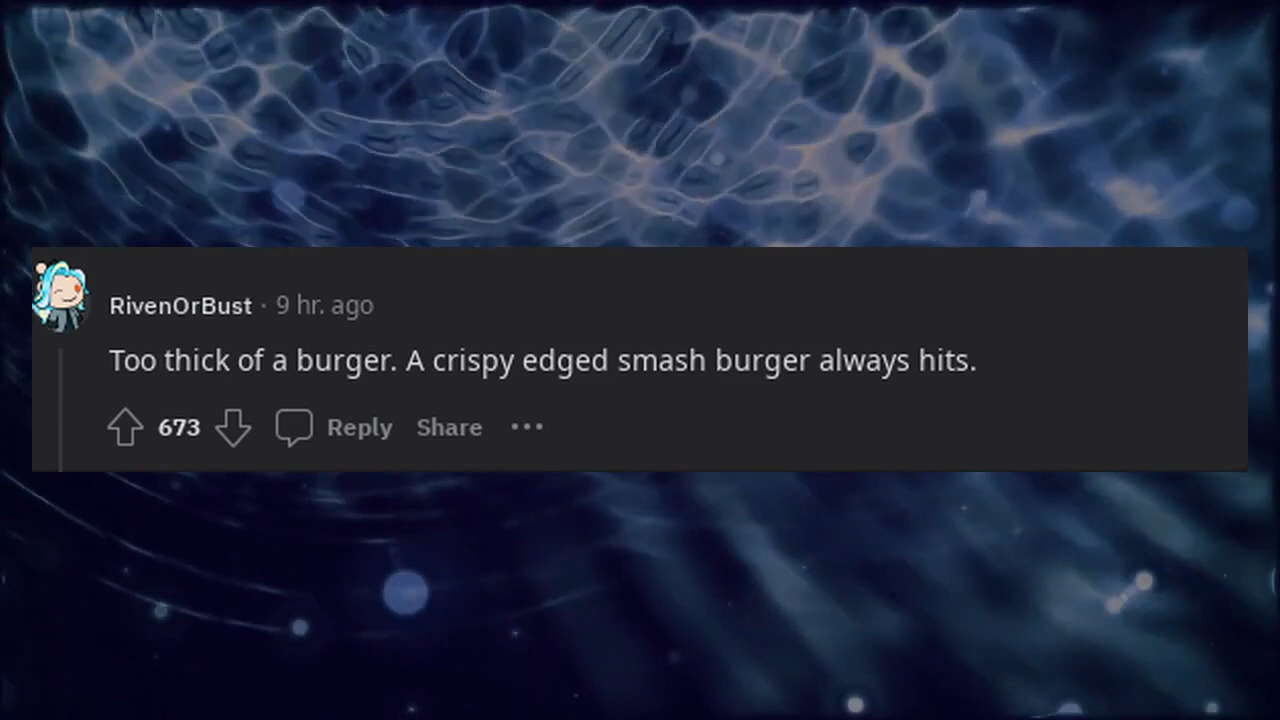 RivenOrBust · 9 hr. ago
Too thick of a burger. A crispy edged smash burger always hits.
673 Reply Share ···